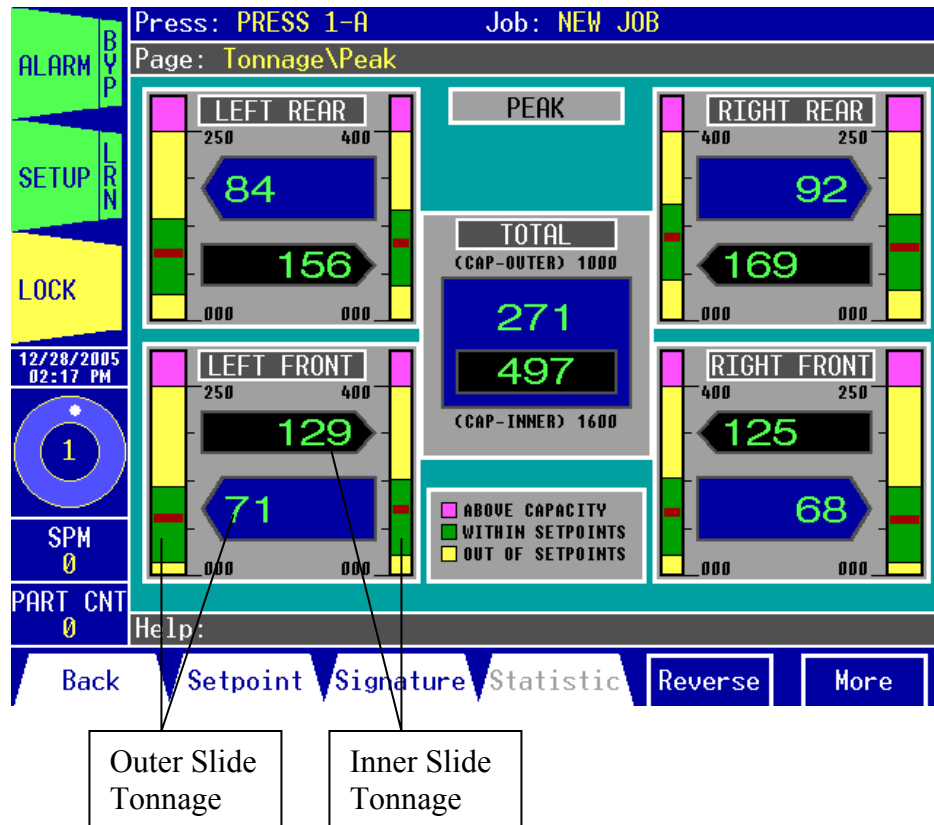 Press: PRESS 1-A Job: NEW JOB
Page: Tonnage\Peak
ALARM BYP
SETUP LRN
LOCK
12/28/2005
02:17 PM
1
SPM
0
PART CNT
0
LEFT REAR
250 400
84
156
000 000
PEAK
RIGHT REAR
400 250
92
169
000 000
TOTAL
(CAP-OUTER) 1000
271
497
(CAP-INNER) 1600
LEFT FRONT
250 400
129
71
000 000
ABOVE CAPACITY
WITHIN SETPOINTS
OUT OF SETPOINTS
RIGHT FRONT
400 250
125
68
000 000
Help:
Back Setpoint Signature Statistic Reverse More
Outer Slide
Tonnage
Inner Slide
Tonnage